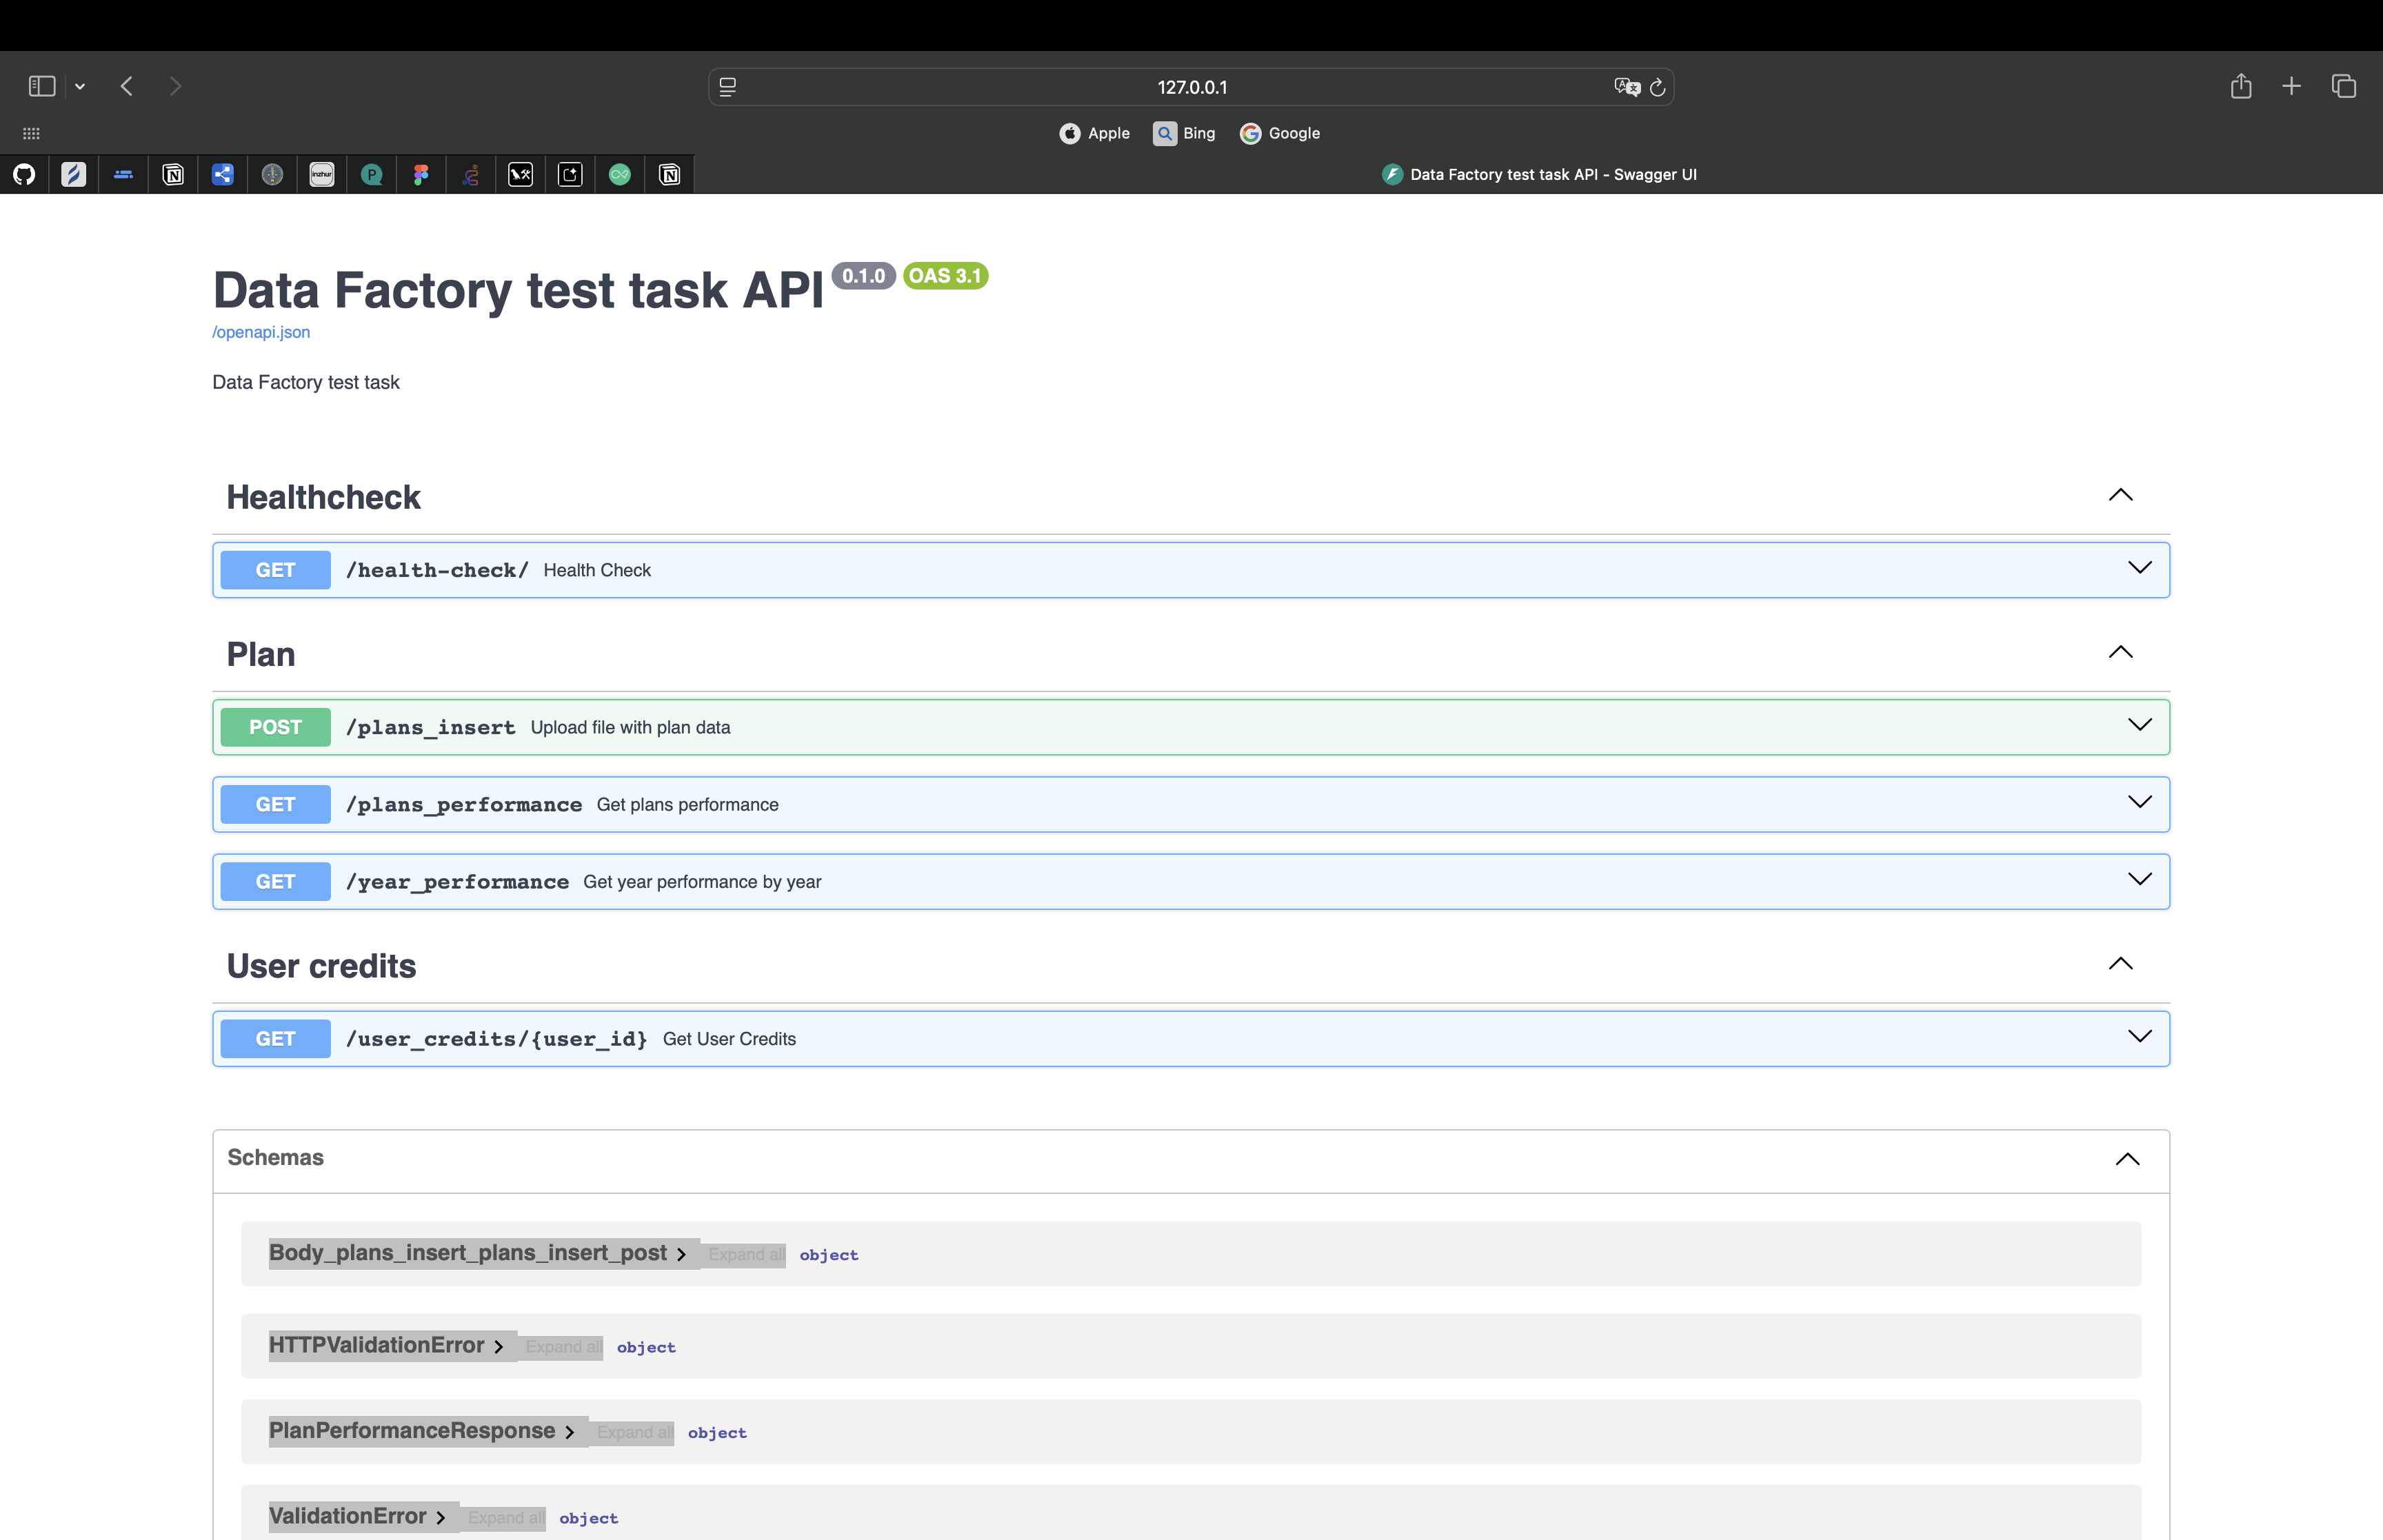 127.0.0.1
Apple Bing Google
inzhur P
Data Factory test task API - Swagger UI
Data Factory test task API 0.1.0 OAS 3.1
/openapi.json
Data Factory test task
Healthcheck
GET /health-check/ Health Check
Plan
POST /plans_insert Upload file with plan data
GET /plans_performance Get plans performance
GET /year_performance Get year performance by year
User credits
GET /user_credits/{user_id} Get User Credits
Schemas
Body_plans_insert_plans_insert_post Expand all object
HTTPValidationError Expand all object
PlanPerformanceResponse Expand all object
ValidationError Expand all object